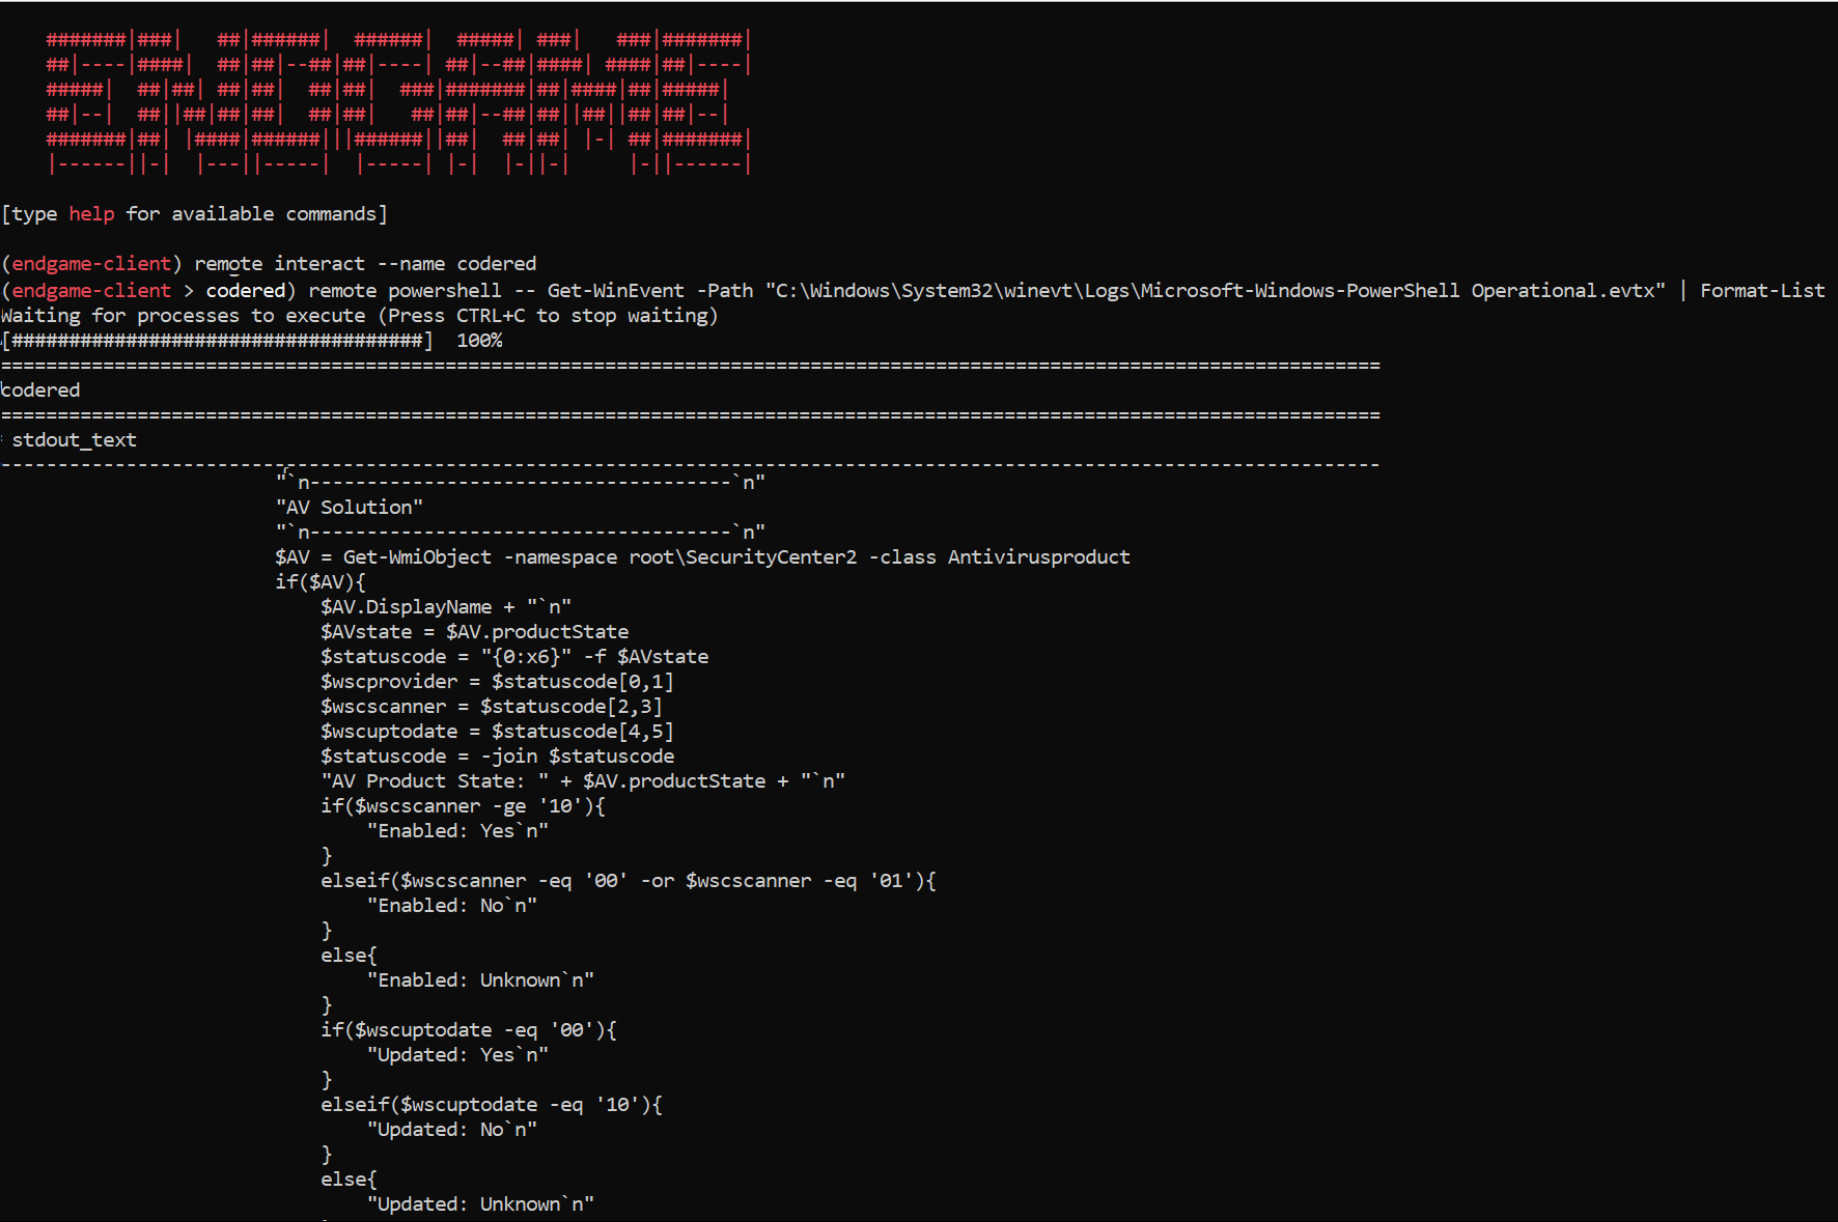 #######|###|   ##|######|  ######|  #####| ###|   ###|#######|
##|----|####|  ##|##|--##|##|----| ##|--##|####| ####|##|----|
#####|  ##|##| ##|##|  ##|##|  ###|#######|##|####|##|#####|
##|--|  ##||##|##|##|  ##|##|   ##|##|--##|##||##||##|##|--|
#######|##| |####|######|||######||##|  ##|##| |-| ##|#######|
|------||-|  |---||-----|  |-----| |-|  |-||-|     |-||------|
[type help for available commands]
(endgame-client) remote interact --name codered
(endgame-client > codered) remote powershell -- Get-WinEvent -Path "C:\Windows\System32\winevt\Logs\Microsoft-Windows-PowerShell Operational.evtx" | Format-List
Waiting for processes to execute (Press CTRL+C to stop waiting)
[####################################]  100%
codered
stdout_text
"`n-------------------------------------`n"
"AV Solution"
"`n-------------------------------------`n"
$AV = Get-WmiObject -namespace root\SecurityCenter2 -class Antivirusproduct
if($AV){
    $AV.DisplayName + "`n"
    $AVstate = $AV.productState
    $statuscode = "{0:x6}" -f $AVstate
    $wscprovider = $statuscode[0,1]
    $wscscanner = $statuscode[2,3]
    $wscuptodate = $statuscode[4,5]
    $statuscode = -join $statuscode
    "AV Product State: " + $AV.productState + "`n"
    if($wscscanner -ge '10'){
        "Enabled: Yes`n"
    }
    elseif($wscscanner -eq '00' -or $wscscanner -eq '01'){
        "Enabled: No`n"
    }
    else{
        "Enabled: Unknown`n"
    }
    if($wscuptodate -eq '00'){
        "Updated: Yes`n"
    }
    elseif($wscuptodate -eq '10'){
        "Updated: No`n"
    }
    else{
        "Updated: Unknown`n"